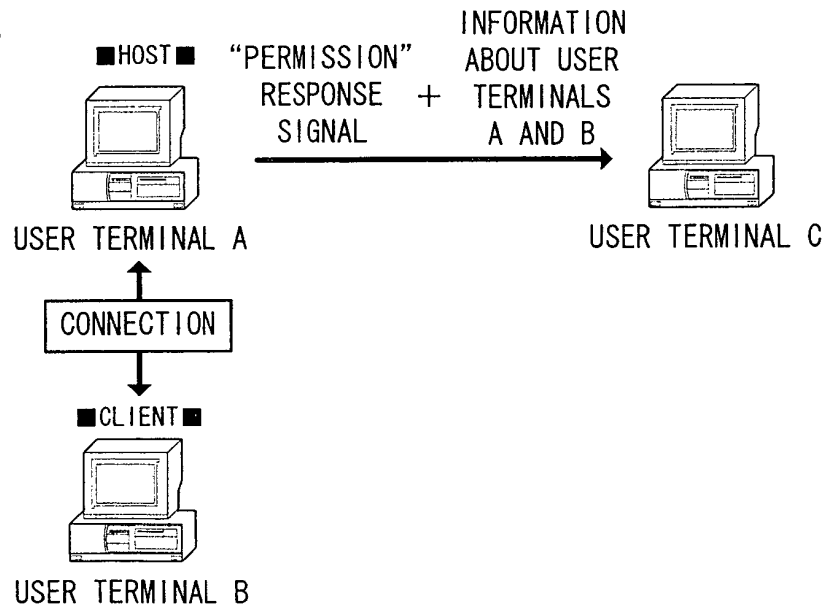 ■HOST■
“PERMISSION”
RESPONSE
SIGNAL
+
INFORMATION
ABOUT USER
TERMINALS
A AND B
USER TERMINAL A
USER TERMINAL C
CONNECTION
■CLIENT■
USER TERMINAL B